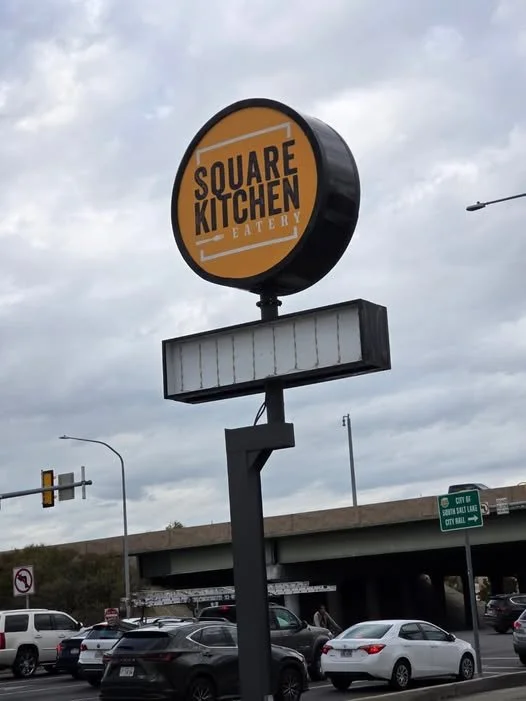 SQUARE
KITCHEN
EATERY
CITY OF
SOUTH SALT LAKE
CITY HALL